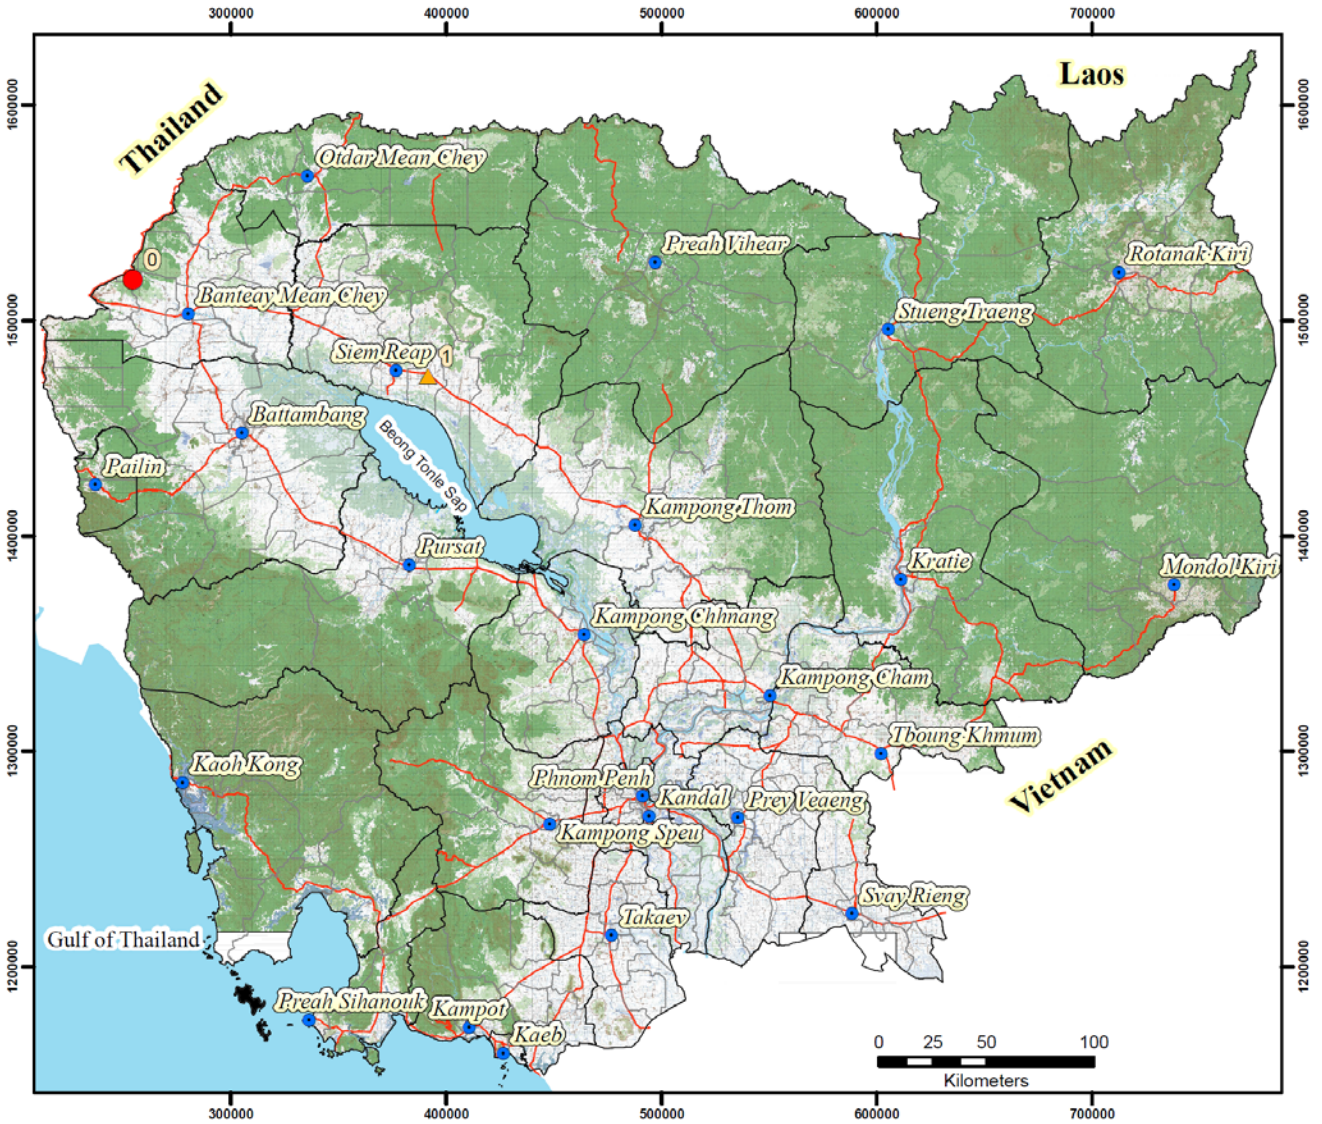 300000 400000 500000 600000 700000
Laos
Thailand
1600000 1600000
Otdar Mean Chey
Preah Vihear
Rotanak Kiri
0
Banteay Mean Chey
Stueng Traeng
1500000 1500000
Siem Reap
1
Battambang
Beong Tonle Sap
Pailin
Kampong Thom
1400000 1400000
Pursat
Kratie
Mondol Kiri
Kampong Chhnang
Kampong Cham
Tboung Khmum
1300000 1300000
Kaoh Kong
Vietnam
Phnom Penh
Kandal
Prey Veaeng
Kampong Speu
Svay Rieng
Takaev
Gulf of Thailand
1200000 1200000
Preah Sihanouk
Kampot
Kaeb
0 25 50 100
Kilometers
300000 400000 500000 600000 700000